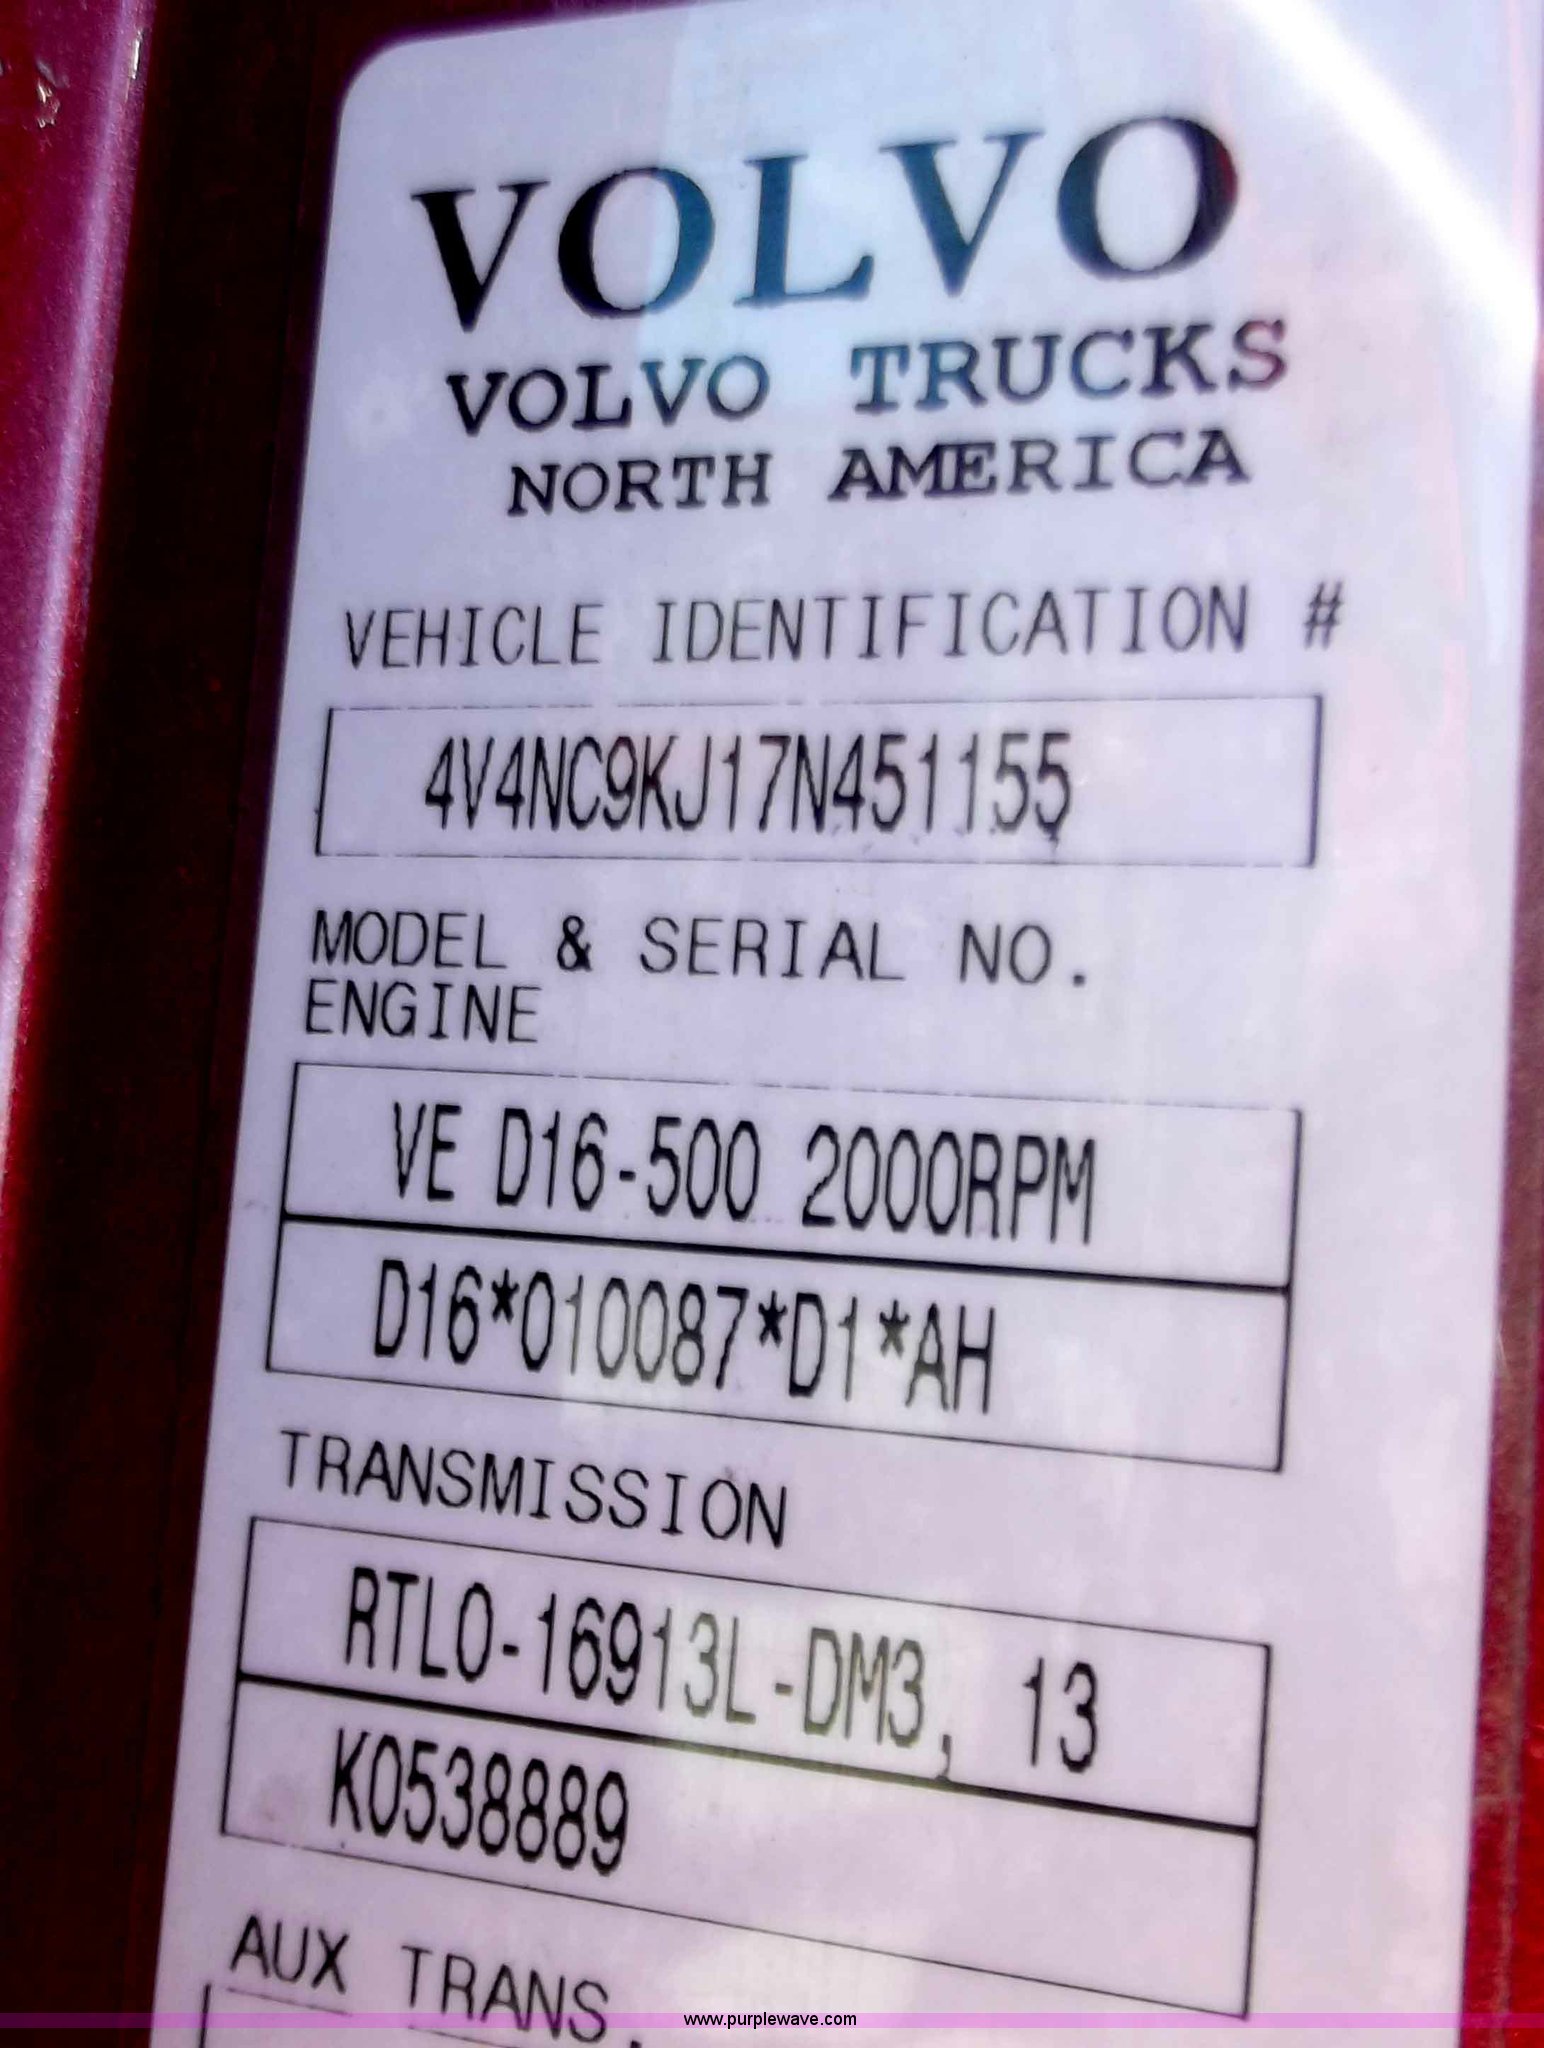 VOLVO
VOLVO TRUCKS
NORTH AMERICA
VEHICLE IDENTIFICATION #
4V4NC9KJ17N451155
MODEL & SERIAL NO.
ENGINE
VE D16-500 2000RPM
D16*010087*D1*AH
TRANSMISSION
RTLO-16913L-DM3, 13
K0538889
AUX TRANS.
www.purplewave.com